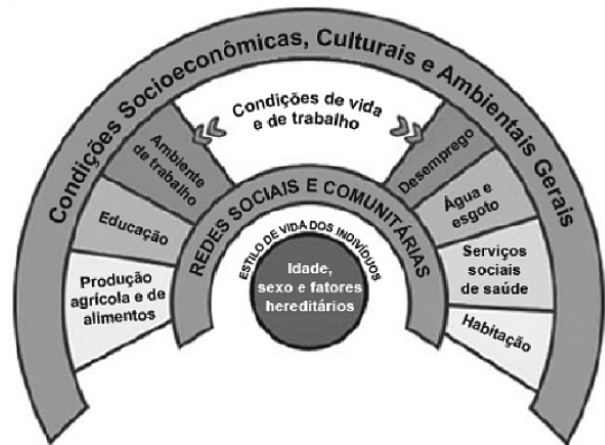 Condições Socioeconômicas, Culturais e Ambientais Gerais
Condições de vida
e de trabalho
Ambiente
de trabalho
Educação
Produção
agrícola e de
alimentos
Desemprego
Água e
esgoto
Serviços
sociais
de saúde
Habitação
REDES SOCIAIS E COMUNITÁRIAS
ESTILO DE VIDA DOS INDIVÍDUOS
Idade,
sexo e fatores
hereditários